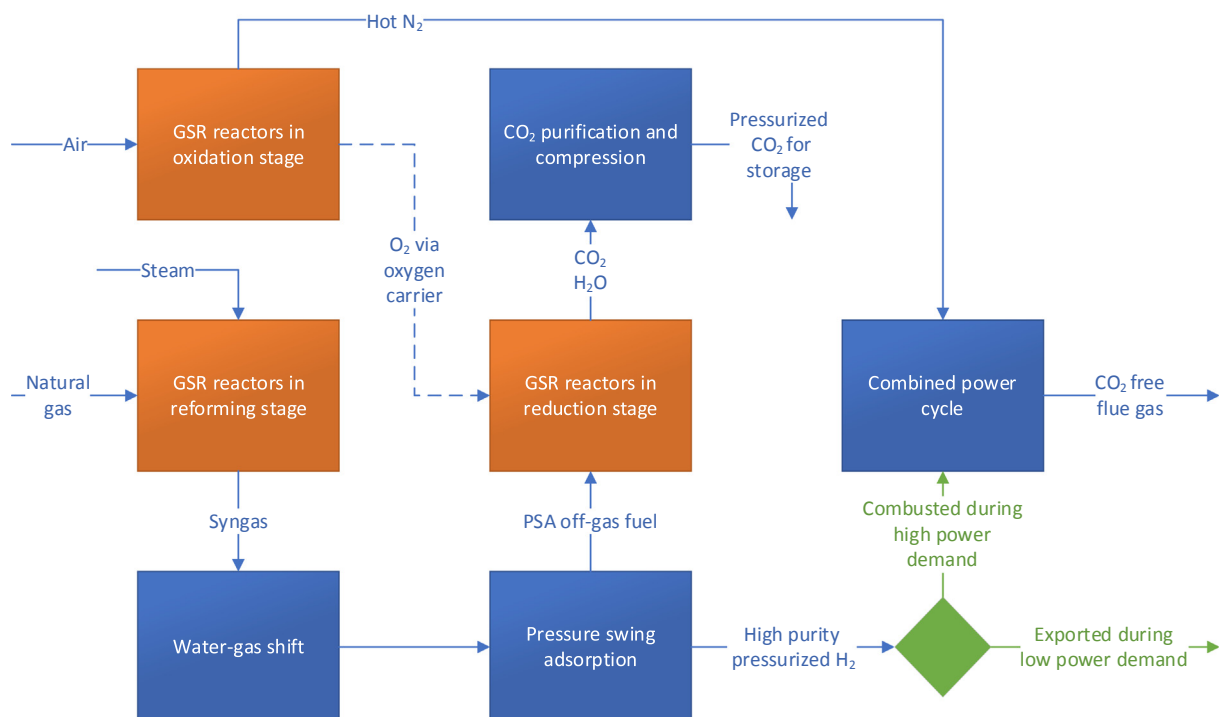 Hot N₂
Air
GSR reactors in
oxidation stage
CO₂ purification and
compression
Pressurized
CO₂ for
storage
O₂ via
oxygen
carrier
CO₂
H₂O
Steam
Natural
gas
GSR reactors in
reforming stage
GSR reactors in
reduction stage
Combined power
cycle
CO₂ free
flue gas
Syngas
PSA off-gas fuel
Combusted during
high power
demand
Water-gas shift
Pressure swing
adsorption
High purity
pressurized H₂
Exported during
low power demand